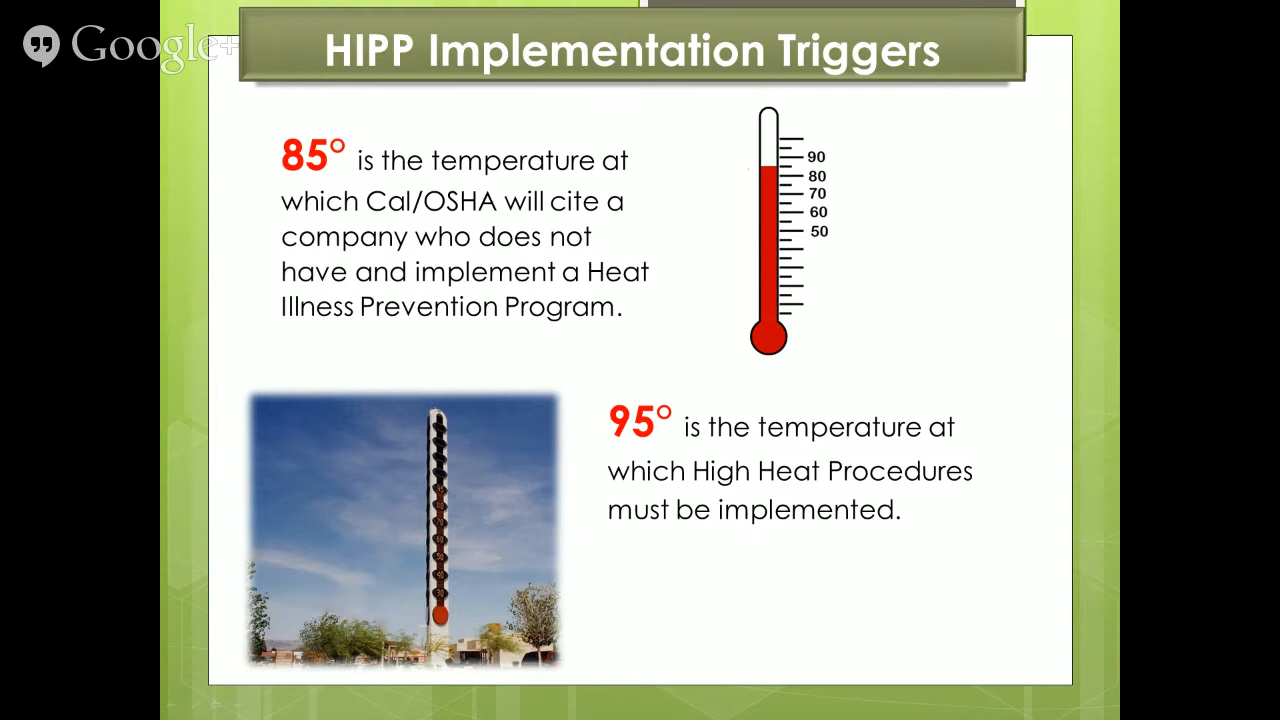 Google+
HIPP Implementation Triggers
85° is the temperature at
which Cal/OSHA will cite a
company who does not
have and implement a Heat
Illness Prevention Program.
90
80
70
60
50
95° is the temperature at
which High Heat Procedures
must be implemented.